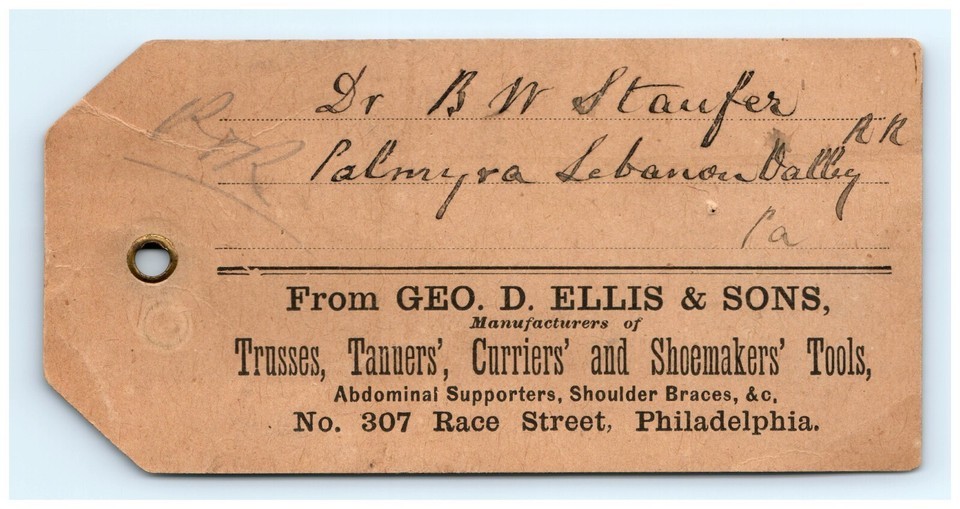 Dr B W Staufer
R R
Palmyra Lebanon Valley
Pa
From GEO. D. ELLIS & SONS,
Manufacturers of
Trusses, Tanners', Curriers' and Shoemakers' Tools,
Abdominal Supporters, Shoulder Braces, &c,
No. 307 Race Street, Philadelphia.